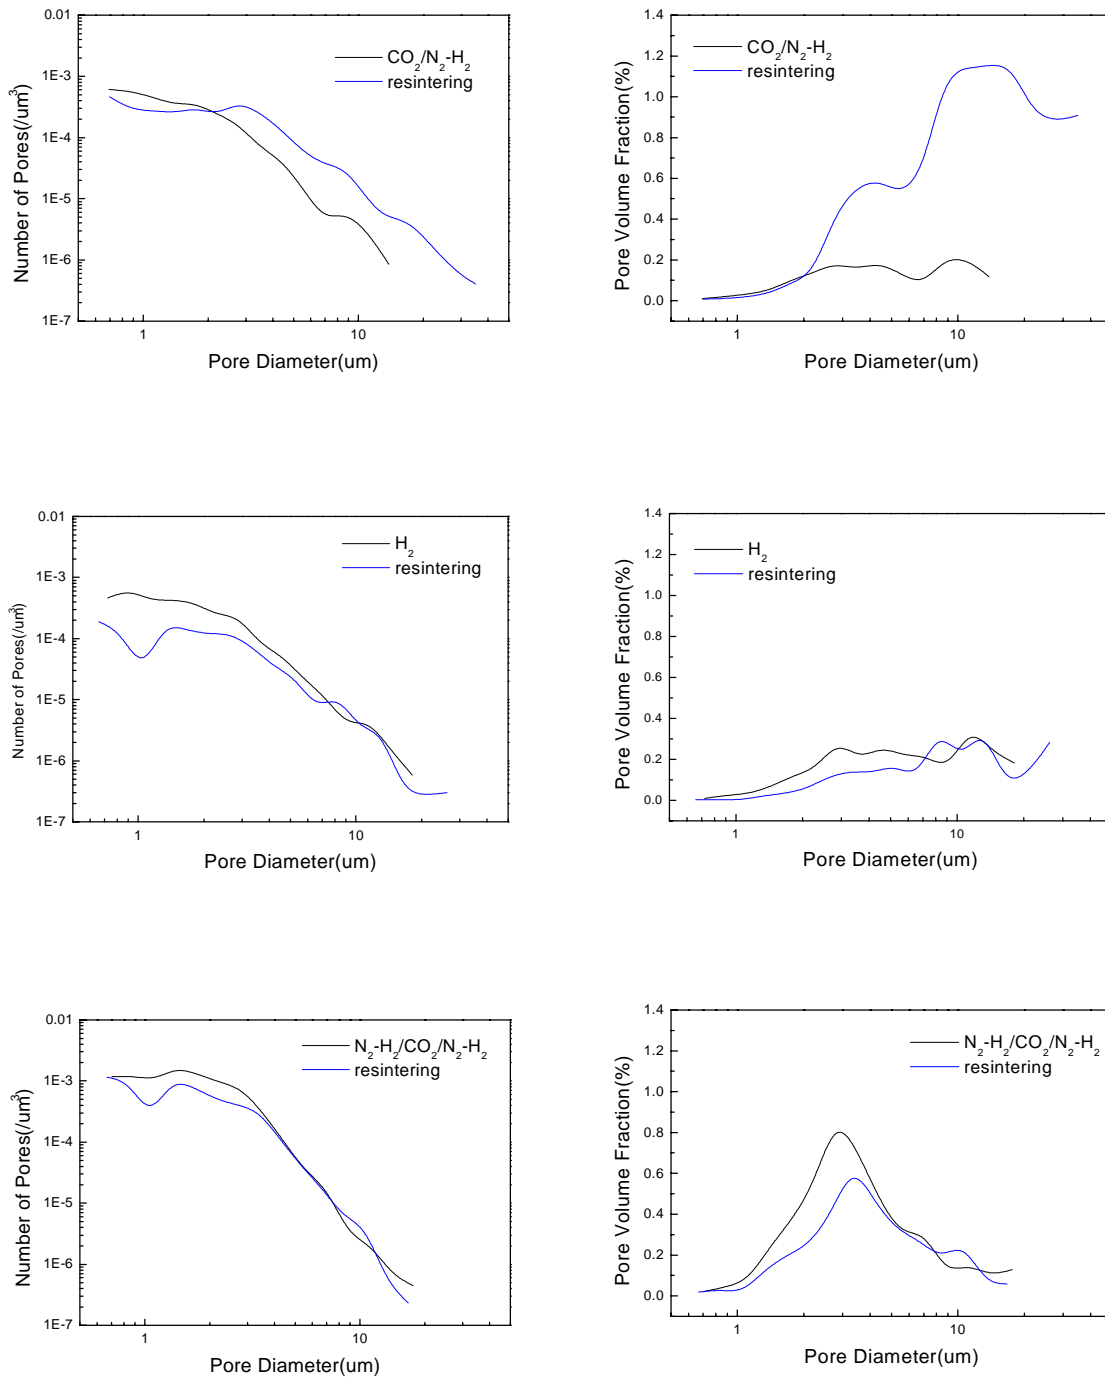 0.01
1E-3
1E-4
1E-5
1E-6
1E-7
Number of Pores(/um³)
CO₂/N₂-H₂
resintering
1 10
Pore Diameter(um)
1.4
1.2
1.0
0.8
0.6
0.4
0.2
0.0
Pore Volume Fraction(%)
CO₂/N₂-H₂
resintering
1 10
Pore Diameter(um)
0.01
1E-3
1E-4
1E-5
1E-6
1E-7
Number of Pores(/um³)
H₂
resintering
1 10
Pore Diameter(um)
1.4
1.2
1.0
0.8
0.6
0.4
0.2
0.0
Pore Volume Fraction(%)
H₂
resintering
1 10
Pore Diameter(um)
0.01
1E-3
1E-4
1E-5
1E-6
1E-7
Number of Pores(/um³)
N₂-H₂/CO₂/N₂-H₂
resintering
1 10
Pore Diameter(um)
1.4
1.2
1.0
0.8
0.6
0.4
0.2
0.0
Pore Volume Fraction(%)
N₂-H₂/CO₂/N₂-H₂
resintering
1 10
Pore Diameter(um)